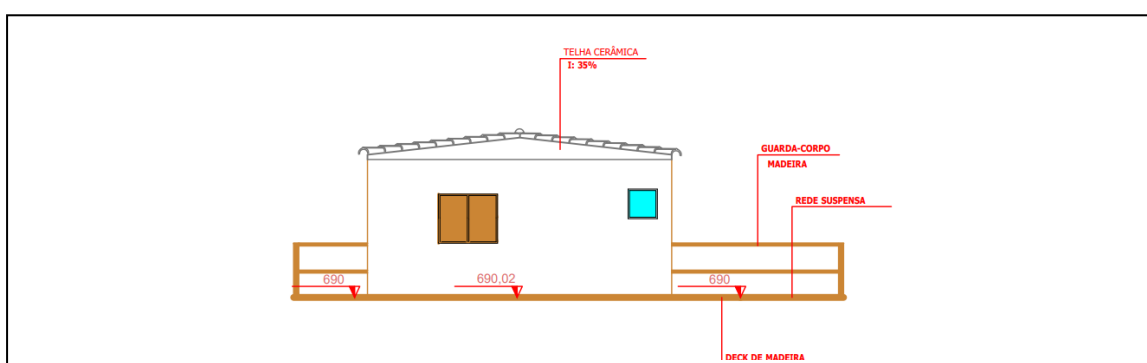 TELHA CERÂMICA
I: 35%
GUARDA-CORPO
MADEIRA
REDE SUSPENSA
690
690,02
690
DECK DE MADEIRA